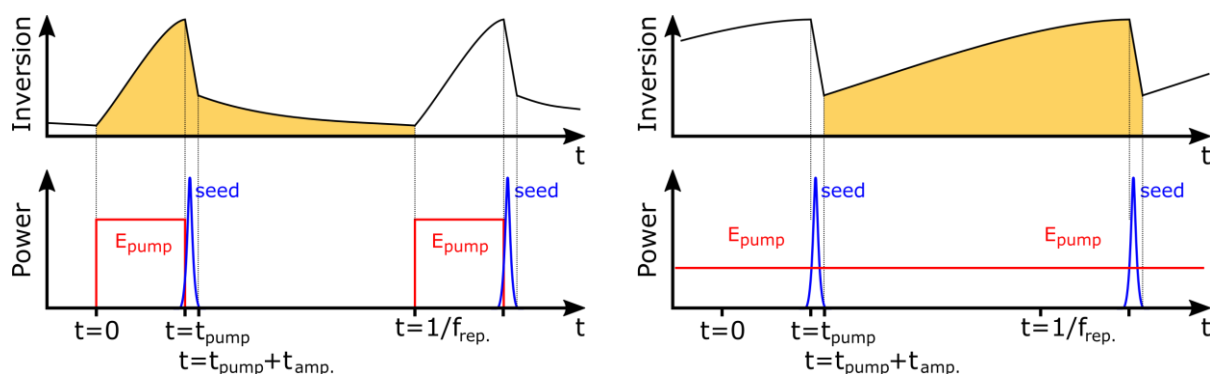 Inversion
t
Power
seed
seed
E_pump
E_pump
t
t=0
t=t_pump
t=1/f_rep.
t=t_pump+t_amp.
Inversion
t
Power
seed
seed
E_pump
E_pump
t
t=0
t=t_pump
t=1/f_rep.
t=t_pump+t_amp.